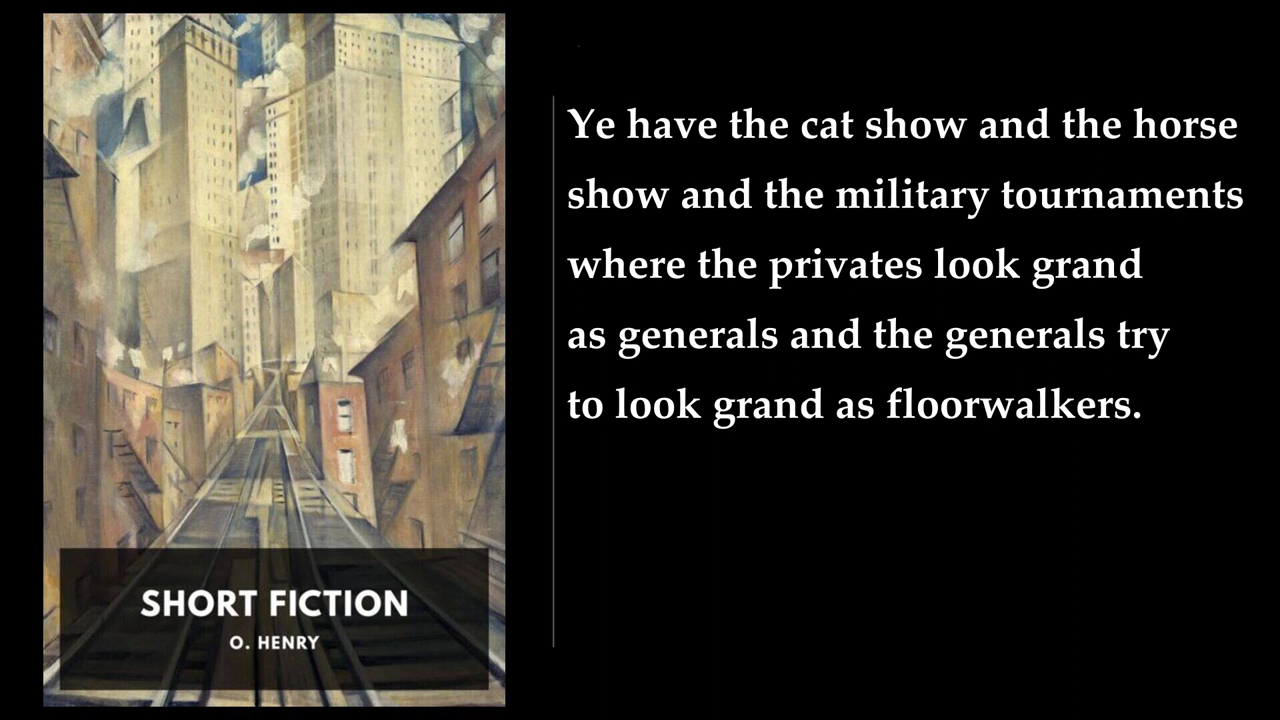 SHORT FICTION
O. HENRY
Ye have the cat show and the horse
show and the military tournaments
where the privates look grand
as generals and the generals try
to look grand as floorwalkers.